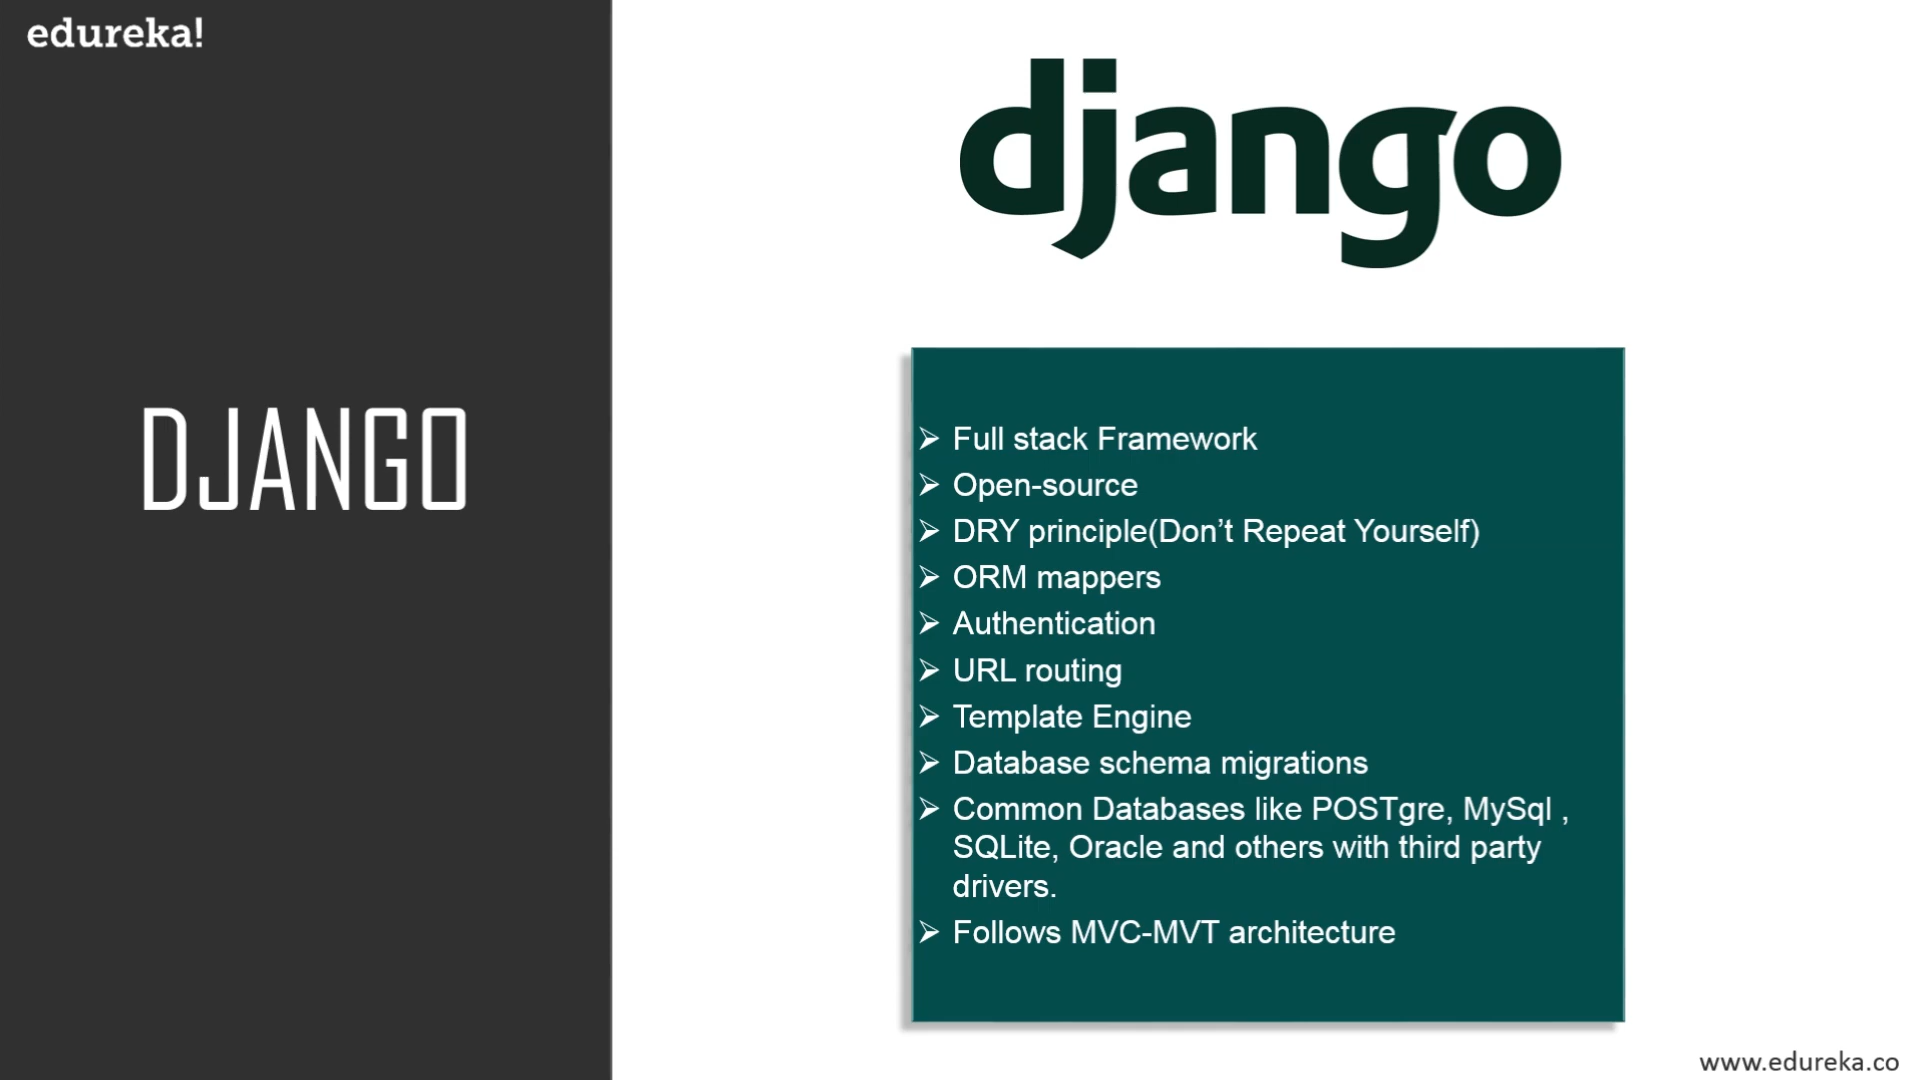 edureka!
django
DJANGO
➢ Full stack Framework
➢ Open-source
➢ DRY principle(Don’t Repeat Yourself)
➢ ORM mappers
➢ Authentication
➢ URL routing
➢ Template Engine
➢ Database schema migrations
➢ Common Databases like POSTgre, MySql ,
SQLite, Oracle and others with third party
drivers.
➢ Follows MVC-MVT architecture
www.edureka.co